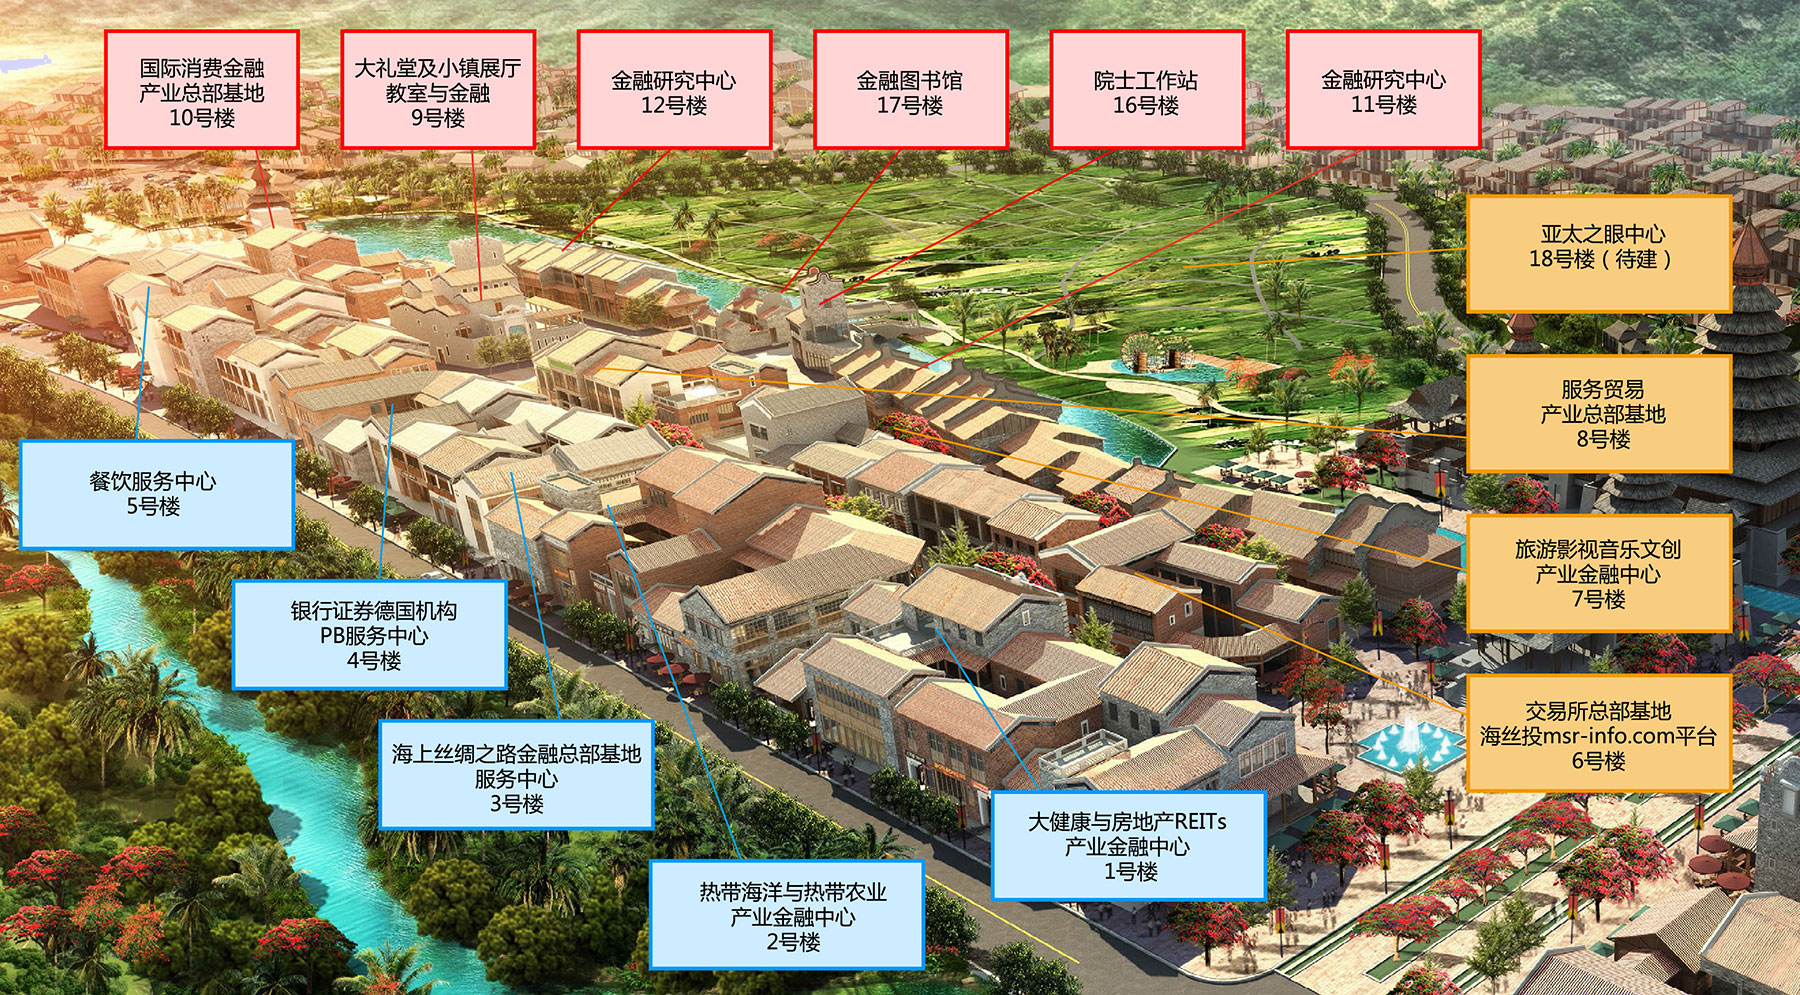 国际消费金融
产业总部基地
10号楼
大礼堂及小镇展厅
教室与金融
9号楼
金融研究中心
12号楼
金融图书馆
17号楼
院士工作站
16号楼
金融研究中心
11号楼
亚太之眼中心
18号楼（待建）
服务贸易
产业总部基地
8号楼
旅游影视音乐文创
产业金融中心
7号楼
交易所总部基地
海丝投msr-info.com平台
6号楼
餐饮服务中心
5号楼
银行证券德国机构
PB服务中心
4号楼
海上丝绸之路金融总部基地
服务中心
3号楼
热带海洋与热带农业
产业金融中心
2号楼
大健康与房地产REITs
产业金融中心
1号楼